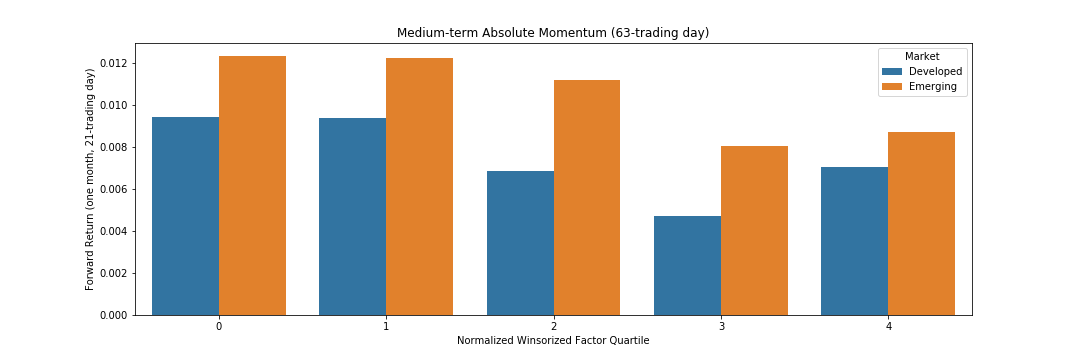 Medium-term Absolute Momentum (63-trading day)
Forward Return (one month, 21-trading day)
0.012
0.010
0.008
0.006
0.004
0.002
0.000
Market
Developed
Emerging
0 1 2 3 4
Normalized Winsorized Factor Quartile